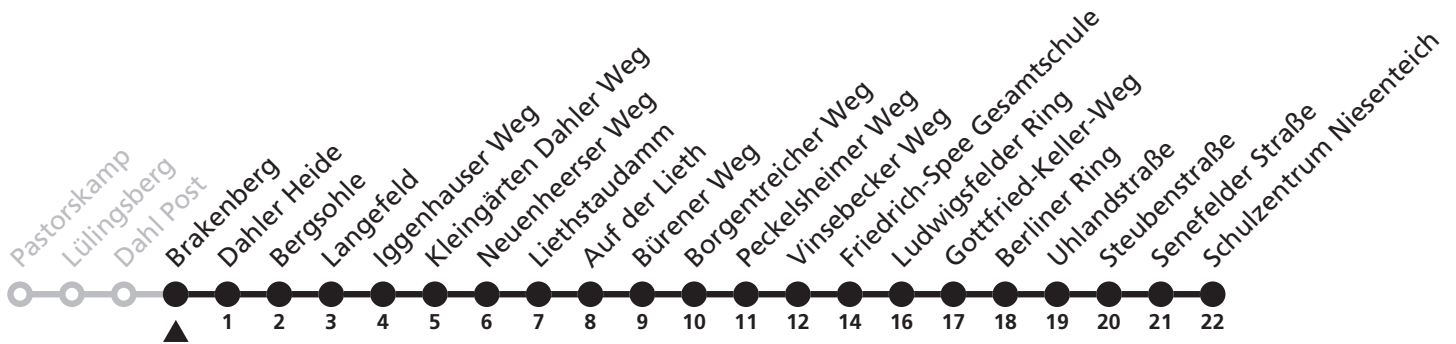 Pastorskamp
Lüllingsberg
Dahl Post
Brakenberg
Dahler Heide
Bergsohle
Langefeld
Iggenhauser Weg
Kleingärten Dahler Weg
Neuenheerser Weg
Liethstaudamm
Auf der Lieth
Bürener Weg
Borgentreicher Weg
Peckelsheimer Weg
Vinsebecker Weg
Friedrich-Spee Gesamtschule
Ludwigsfelder Ring
Gottfried-Keller-Weg
Berliner Ring
Uhlandstraße
Steubenstraße
Senefelder Straße
Schulzentrum Niesenteich
1 2 3 4 5 6 7 8 9 10 11 12 14 16 17 18 19 20 21 22